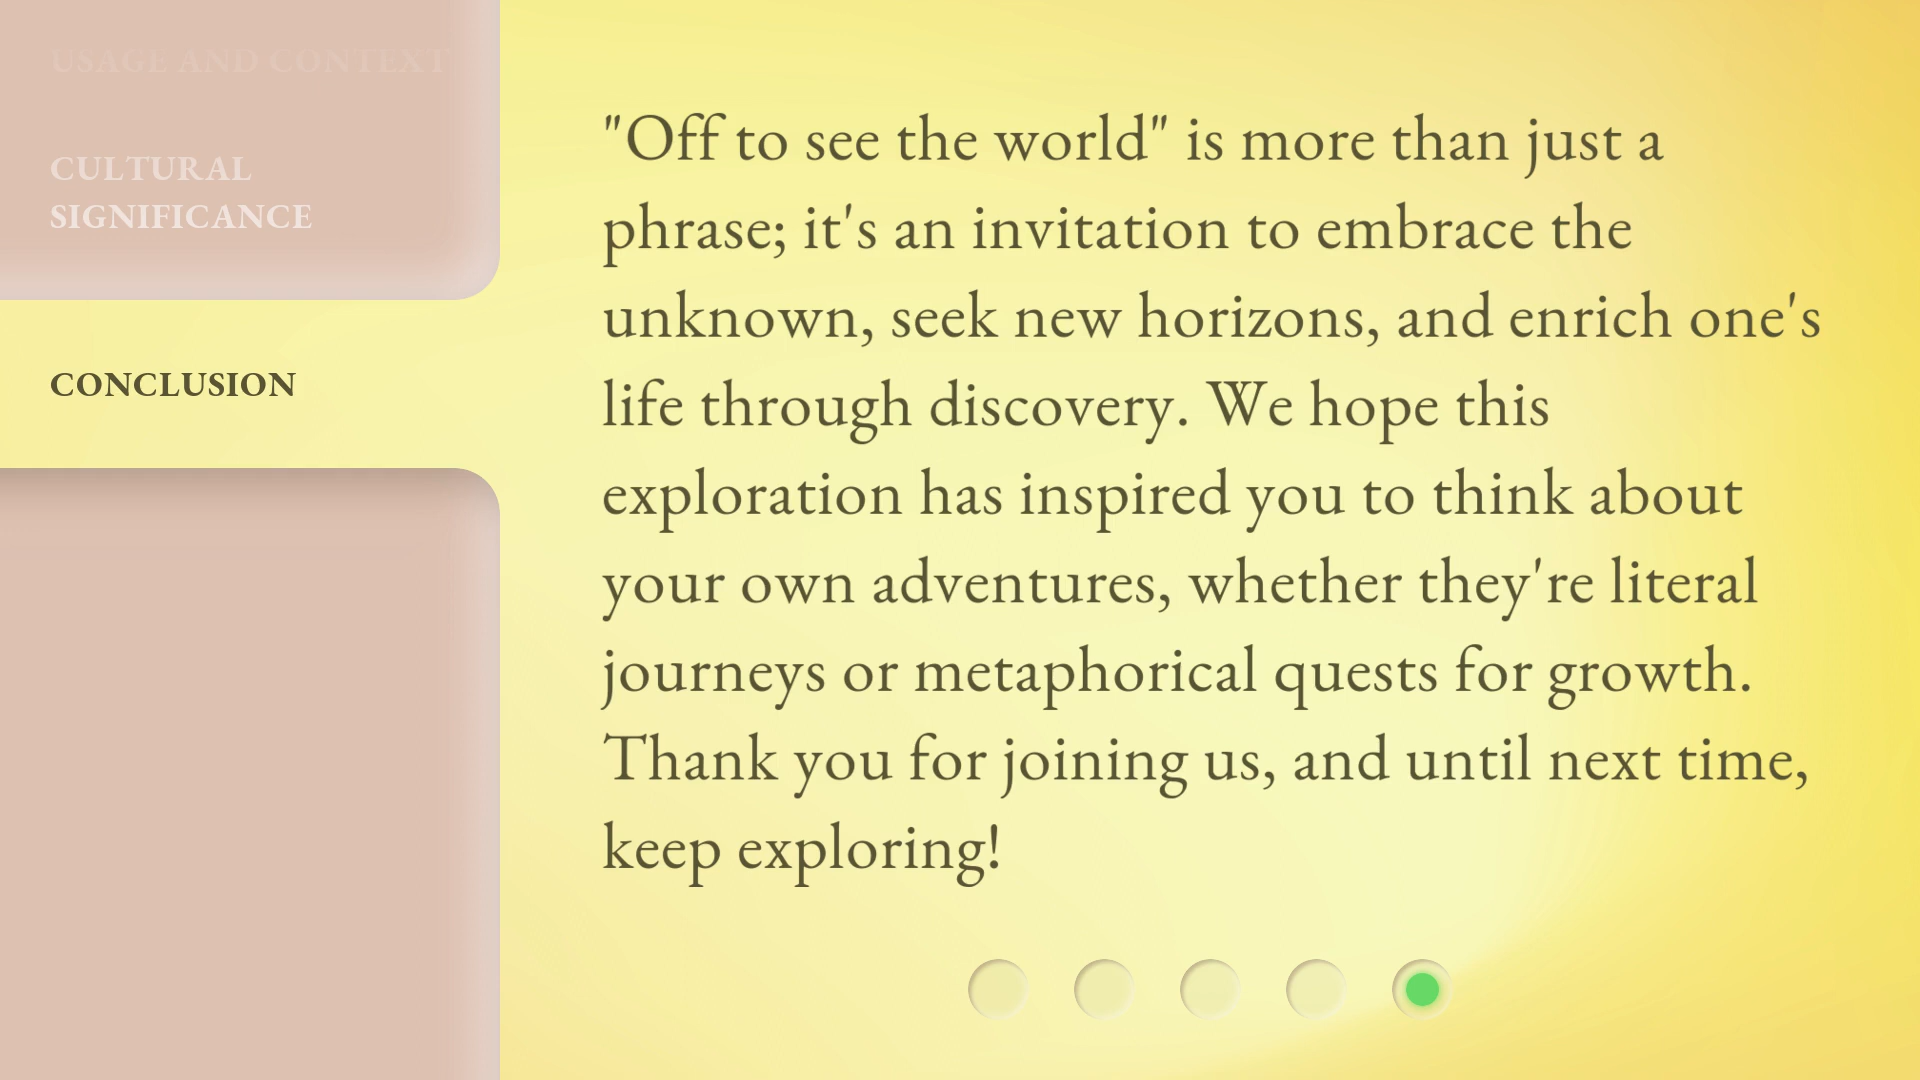 USAGE AND CONTEXT
CULTURAL
SIGNIFICANCE
CONCLUSION
"Off to see the world" is more than just a
phrase; it's an invitation to embrace the
unknown, seek new horizons, and enrich one's
life through discovery. We hope this
exploration has inspired you to think about
your own adventures, whether they're literal
journeys or metaphorical quests for growth.
Thank you for joining us, and until next time,
keep exploring!